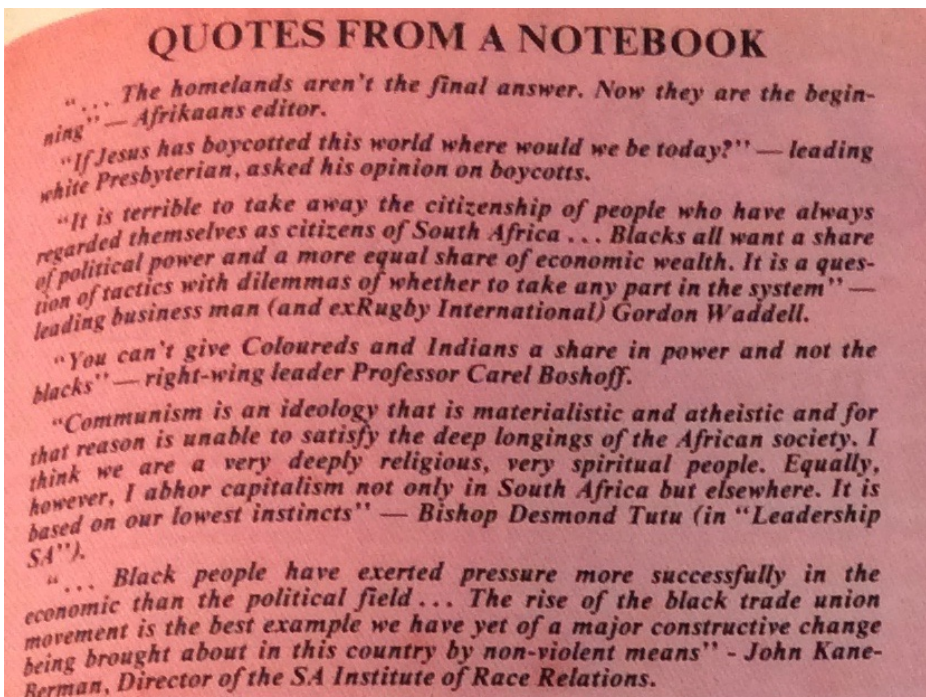 QUOTES FROM A NOTEBOOK
“... The homelands aren't the final answer. Now they are the begin-
ning” — Afrikaans editor.
“If Jesus has boycotted this world where would we be today?” — leading
white Presbyterian, asked his opinion on boycotts.
“It is terrible to take away the citizenship of people who have always
regarded themselves as citizens of South Africa ... Blacks all want a share
of political power and a more equal share of economic wealth. It is a ques-
tion of tactics with dilemmas of whether to take any part in the system” —
leading business man (and exRugby International) Gordon Waddell.
“You can't give Coloureds and Indians a share in power and not the
blacks” — right-wing leader Professor Carel Boshoff.
“Communism is an ideology that is materialistic and atheistic and for
that reason is unable to satisfy the deep longings of the African society. I
think we are a very deeply religious, very spiritual people. Equally,
however, I abhor capitalism not only in South Africa but elsewhere. It is
based on our lowest instincts” — Bishop Desmond Tutu (in “Leadership
SA”).
“... Black people have exerted pressure more successfully in the
economic than the political field ... The rise of the black trade union
movement is the best example we have yet of a major constructive change
being brought about in this country by non-violent means” - John Kane-
Berman, Director of the SA Institute of Race Relations.